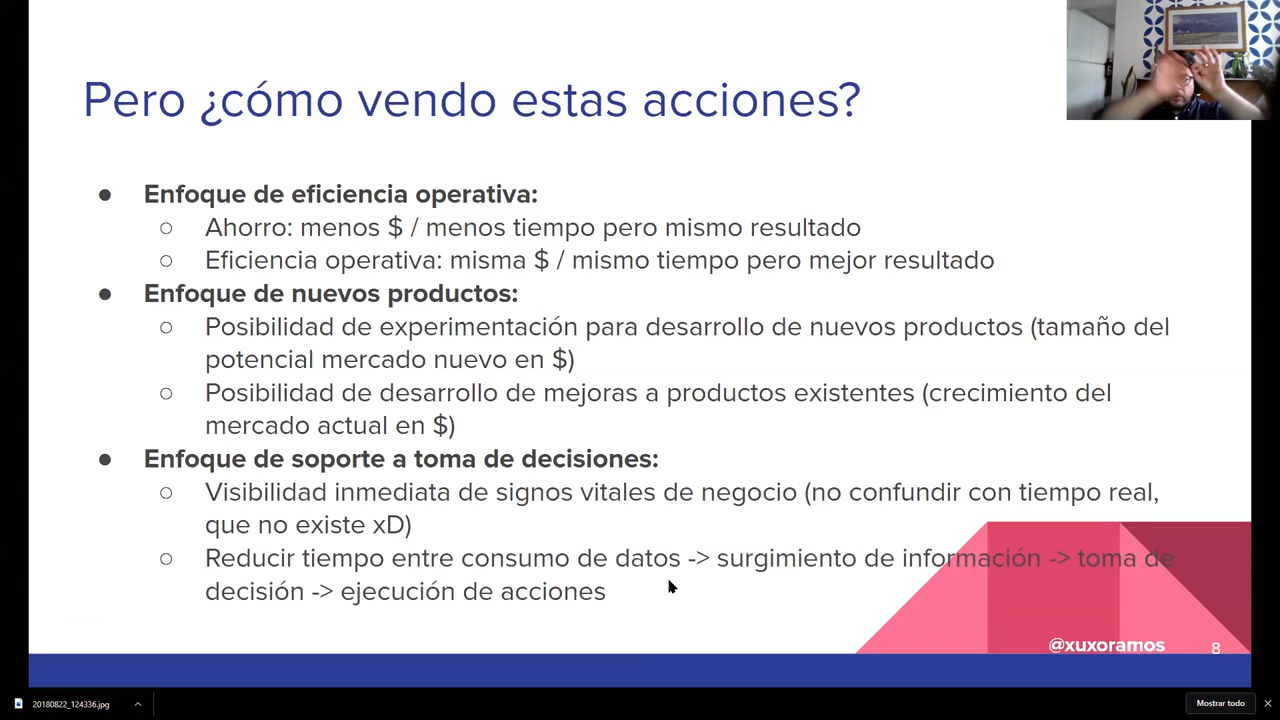 Pero ¿cómo vendo estas acciones?
● Enfoque de eficiencia operativa:
○ Ahorro: menos $ / menos tiempo pero mismo resultado
○ Eficiencia operativa: misma $ / mismo tiempo pero mejor resultado
● Enfoque de nuevos productos:
○ Posibilidad de experimentación para desarrollo de nuevos productos (tamaño del
potencial mercado nuevo en $)
○ Posibilidad de desarrollo de mejoras a productos existentes (crecimiento del
mercado actual en $)
● Enfoque de soporte a toma de decisiones:
○ Visibilidad inmediata de signos vitales de negocio (no confundir con tiempo real,
que no existe xD)
○ Reducir tiempo entre consumo de datos -> surgimiento de información -> toma de
decisión -> ejecución de acciones
@xuxoramos 8
20180822_124336.jpg
Mostrar todo